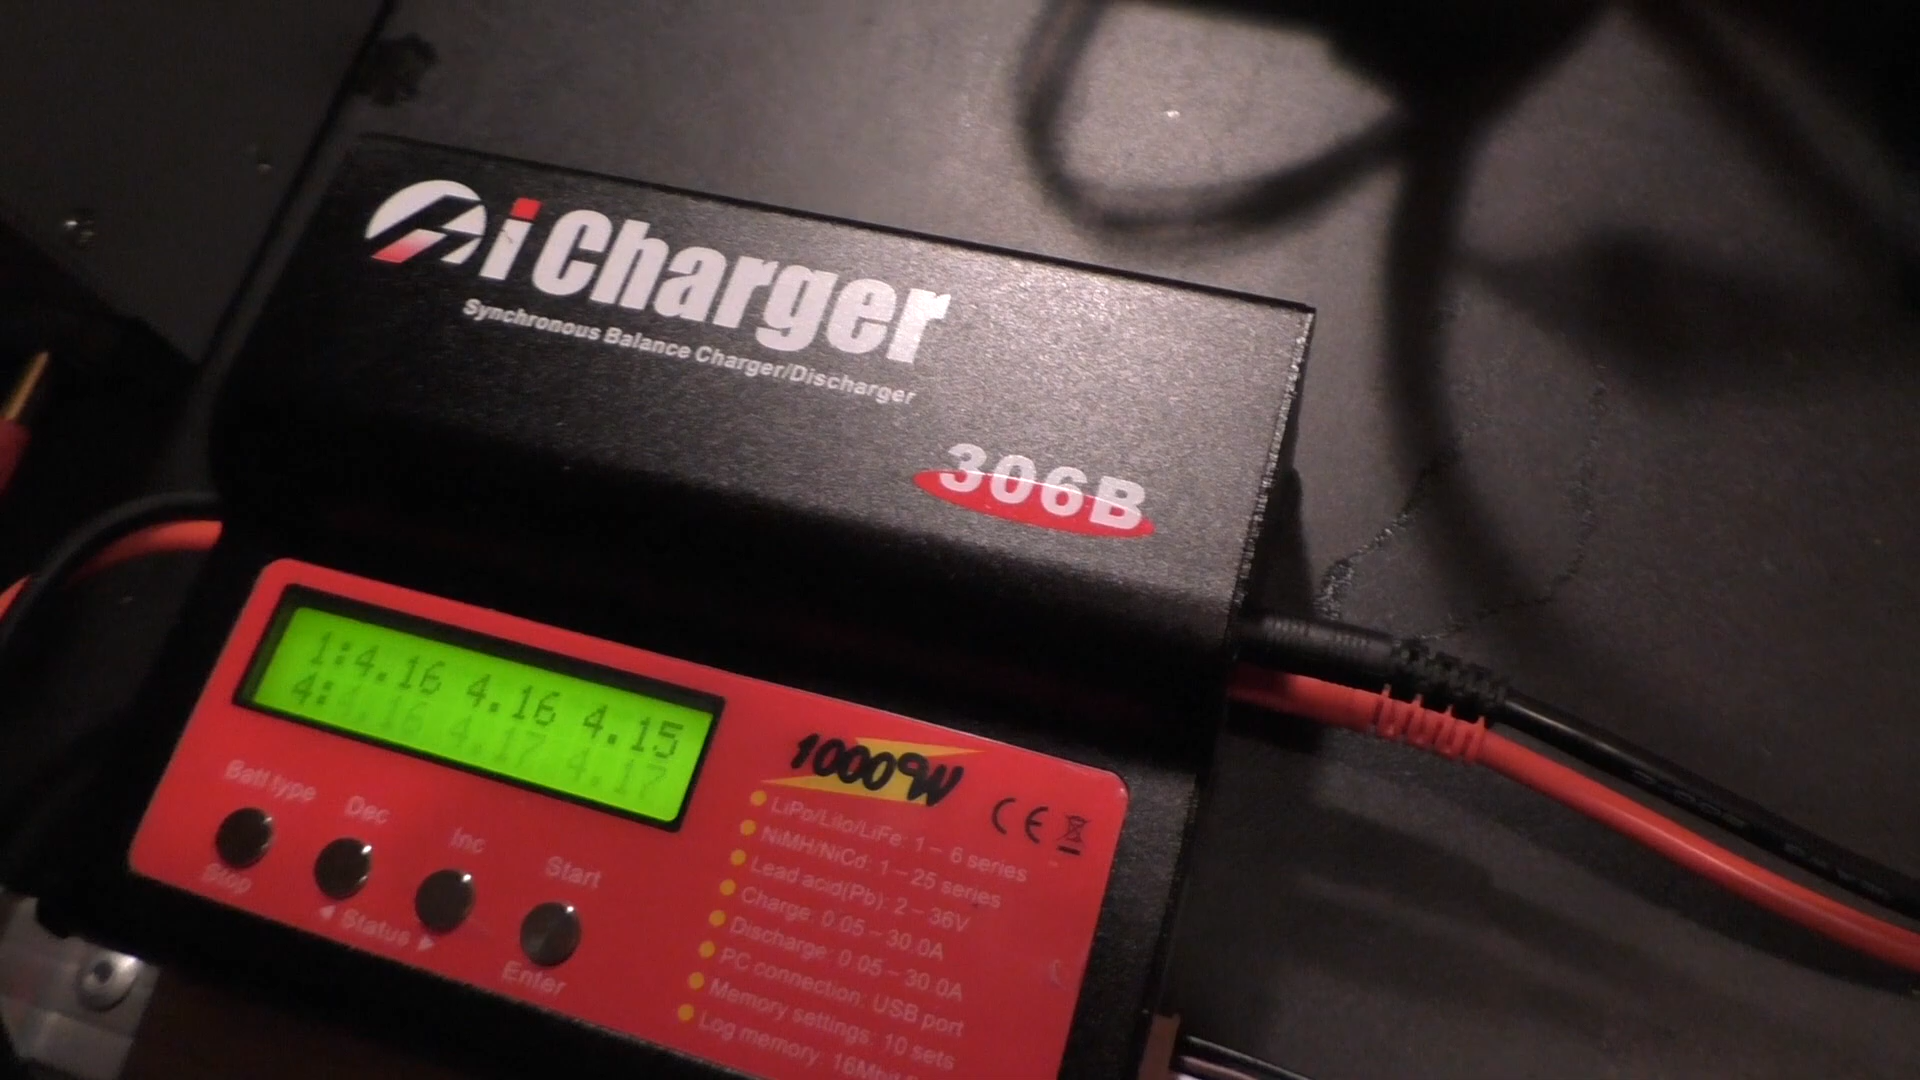 iCharger
Synchronous Balance Charger/Discharger
306B
1:4.16 4.16 4.15
4:4.16 4.17 4.17
Batt type
Dec
Inc
Start
Stop
◀ Status ▶
Enter
1000W
CE
LiPo/LiIo/LiFe: 1 – 6 series
NiMH/NiCd: 1 – 25 series
Lead acid(Pb): 2 – 36V
Charge: 0.05 – 30.0A
Discharge: 0.05 – 30.0A
PC connection: USB port
Memory settings: 10 sets
Log memory: 16Mbit